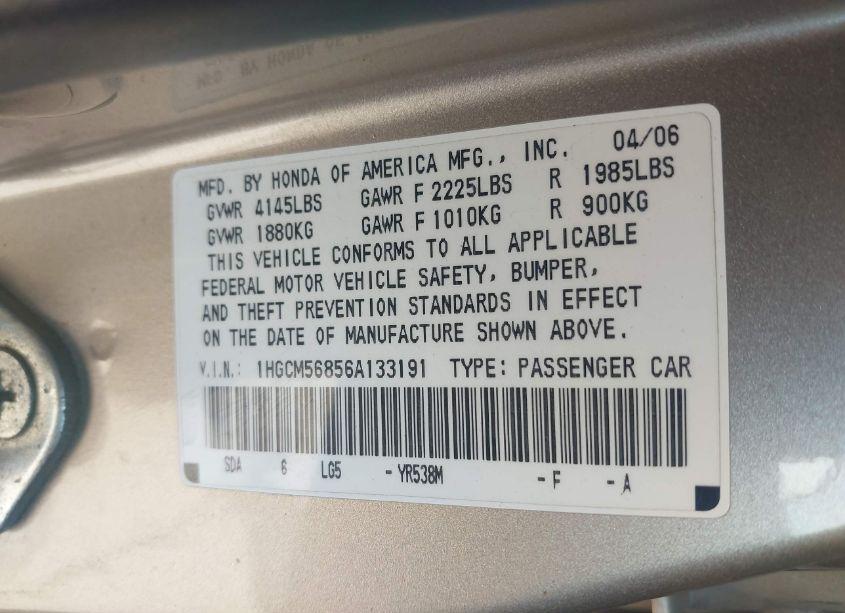 MFD. BY HONDA OF AMERICA MFG., INC. 04/06
GVWR 4145LBS GAWR F 2225LBS R 1985LBS
GVWR 1880KG GAWR F 1010KG R 900KG
THIS VEHICLE CONFORMS TO ALL APPLICABLE
FEDERAL MOTOR VEHICLE SAFETY, BUMPER,
AND THEFT PREVENTION STANDARDS IN EFFECT
ON THE DATE OF MANUFACTURE SHOWN ABOVE.
V.I.N.: 1HGCM56856A133191 TYPE: PASSENGER CAR
SDA 6 LG5 -YR538M -F -A